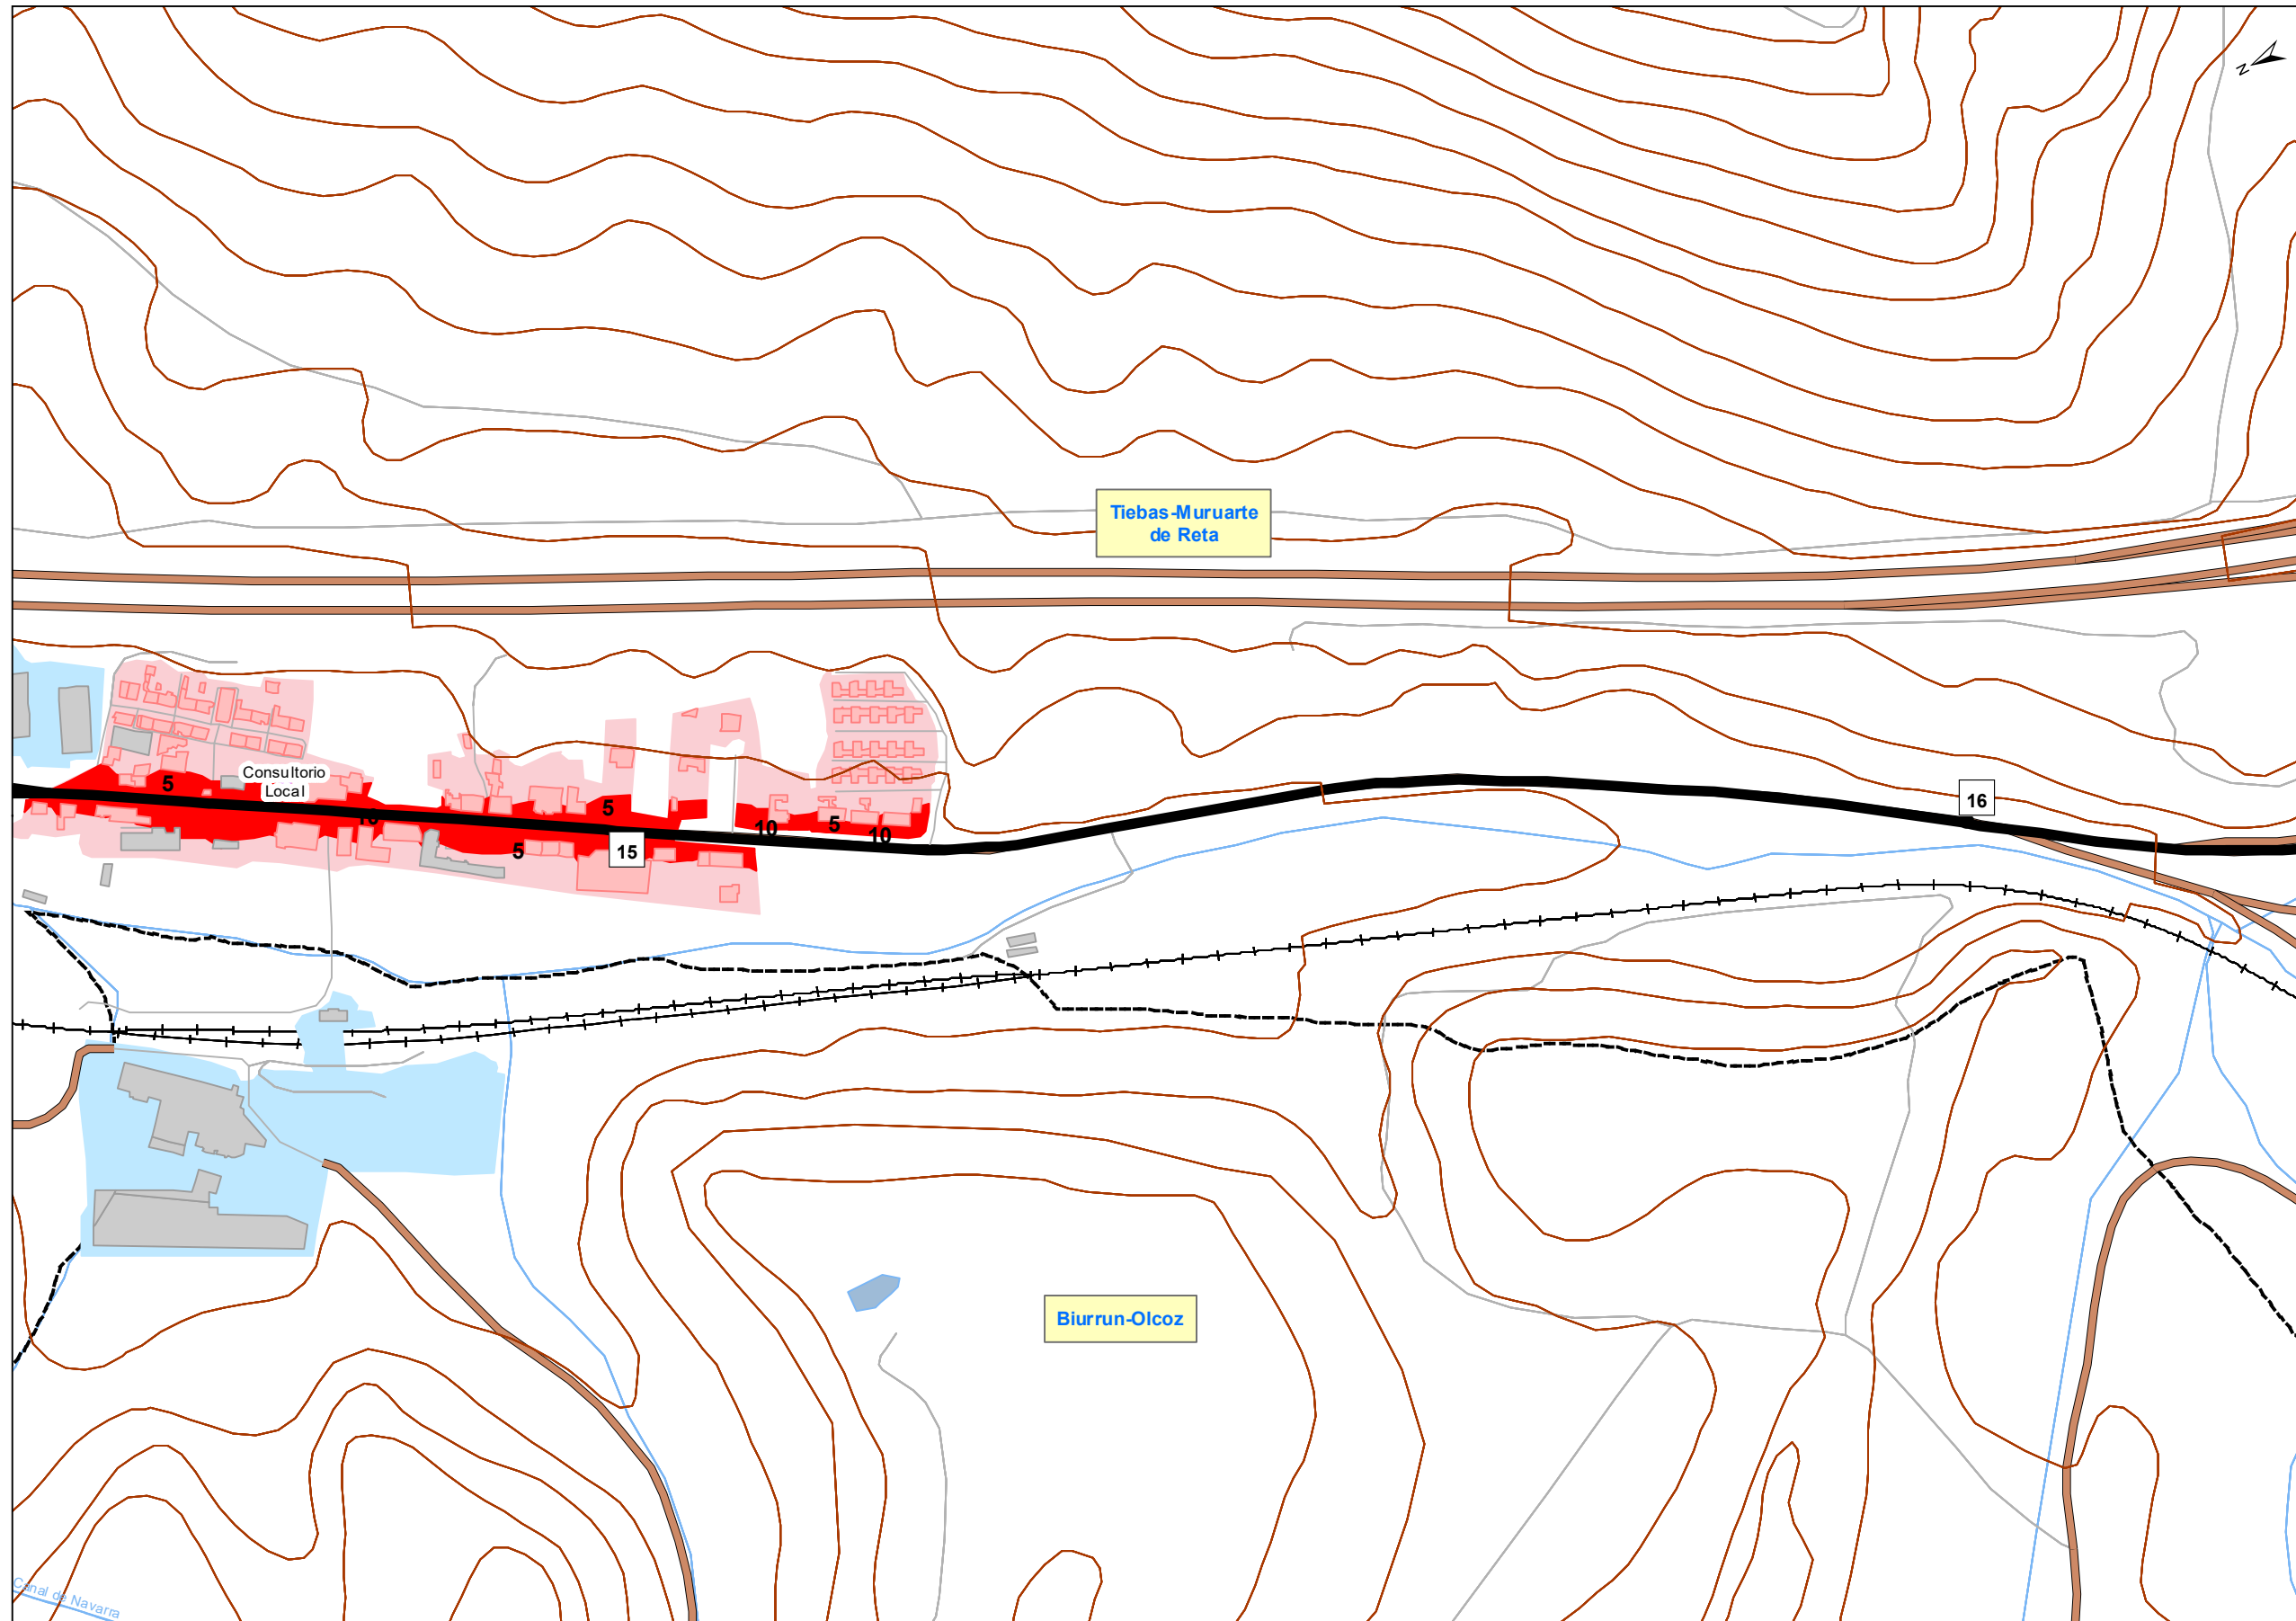 N
Tiebas-Muruarte
de Reta
Consultorio
Local
5
5
16
10
10
5
10
5
15
Biurrun-Olcoz
Canal de Navarra